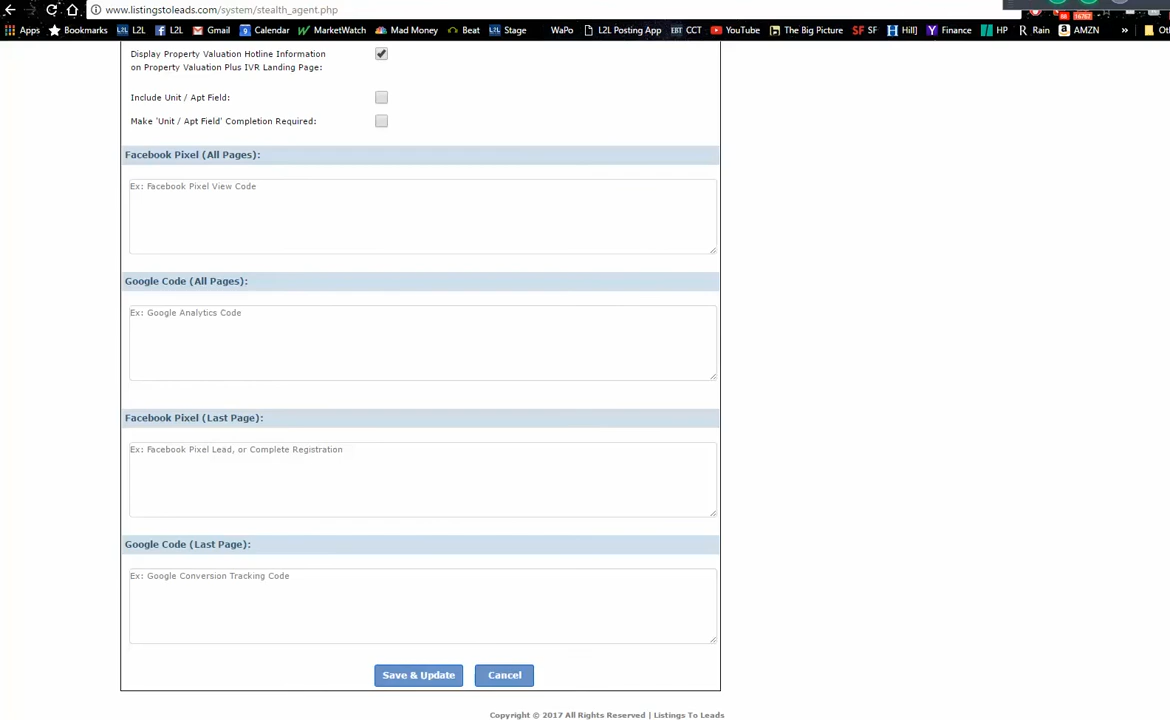 www.listingstoleads.com/system/stealth_agent.php
Apps Bookmarks L2L L2L Gmail Calendar MarketWatch Mad Money Beat Stage WaPo L2L Posting App CCT YouTube The Big Picture SF Hill] Finance HP Rain AMZN » Ot
Display Property Valuation Hotline Information
on Property Valuation Plus IVR Landing Page:
Include Unit / Apt Field:
Make 'Unit / Apt Field' Completion Required:
Facebook Pixel (All Pages):
Ex: Facebook Pixel View Code
Google Code (All Pages):
Ex: Google Analytics Code
Facebook Pixel (Last Page):
Ex: Facebook Pixel Lead, or Complete Registration
Google Code (Last Page):
Ex: Google Conversion Tracking Code
Save & Update Cancel
Copyright © 2017 All Rights Reserved | Listings To Leads